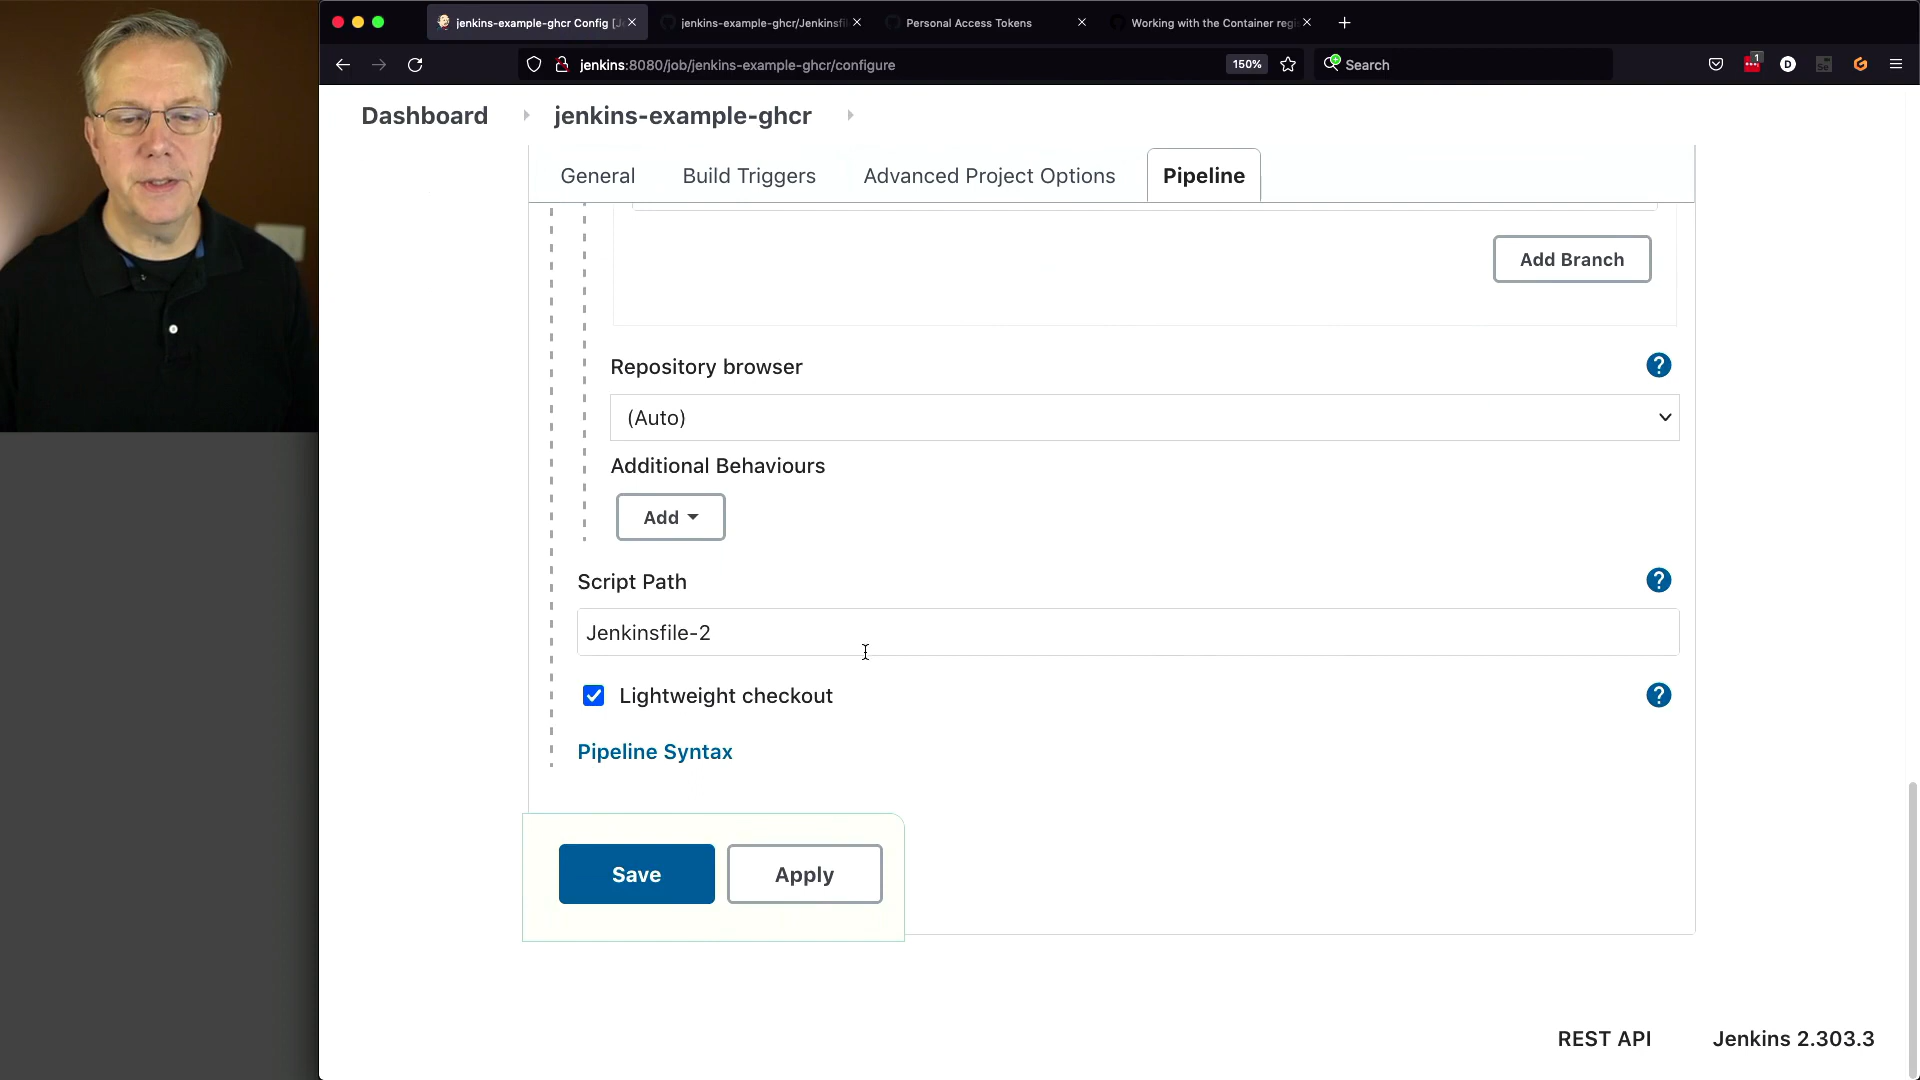 jenkins-example-ghcr Config [J
jenkins-example-ghcr/Jenkinsfi
Personal Access Tokens
Working with the Container regi
jenkins:8080/job/jenkins-example-ghcr/configure
150%
Search
1
D
Se
Dashboard
jenkins-example-ghcr
General
Build Triggers
Advanced Project Options
Pipeline
Add Branch
Repository browser
?
(Auto)
Additional Behaviours
Add
Script Path
?
Jenkinsfile-2
Lightweight checkout
?
Pipeline Syntax
Save
Apply
REST API
Jenkins 2.303.3